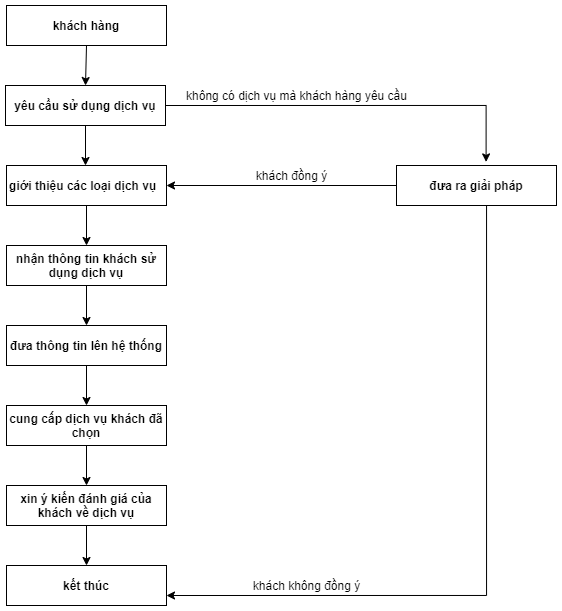 khách hàng
yêu cầu sử dụng dịch vụ
không có dịch vụ mà khách hàng yêu cầu
giới thiệu các loại dịch vụ
khách đồng ý
đưa ra giải pháp
nhận thông tin khách sử
dụng dịch vụ
đưa thông tin lên hệ thống
cung cấp dịch vụ khách đã
chọn
xin ý kiến đánh giá của
khách về dịch vụ
kết thúc
khách không đồng ý